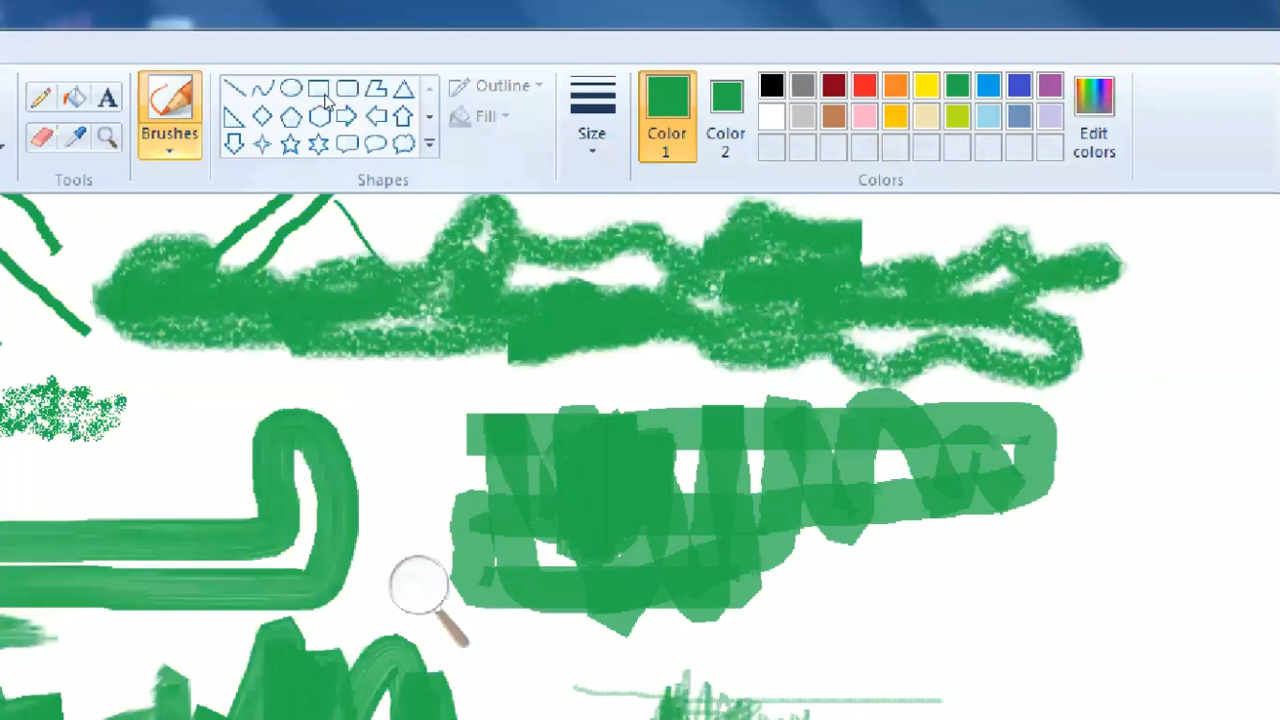 A
Outline
Fill
Brushes
Size
Color
1
Color
2
Edit
colors
Tools
Shapes
Colors